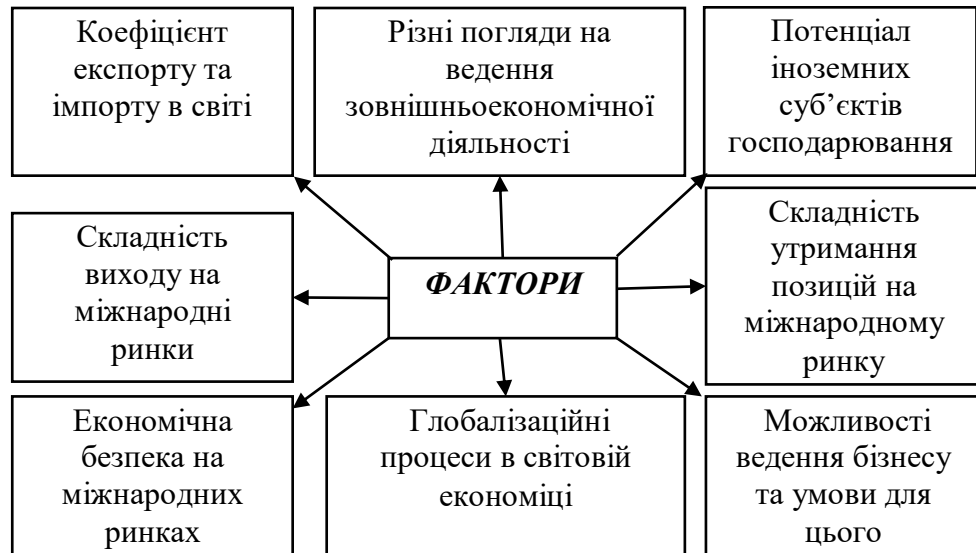 Коефіцієнт
експорту та
імпорту в світі
Різні погляди на
ведення
зовнішньоекономічної
діяльності
Потенціал
іноземних
суб’єктів
господарювання
Складність
виходу на
міжнародні
ринки
ФАКТОРИ
Складність
утримання
позицій на
міжнародному
ринку
Економічна
безпека на
міжнародних
ринках
Глобалізаційні
процеси в світовій
економіці
Можливості
ведення бізнесу
та умови для
цього